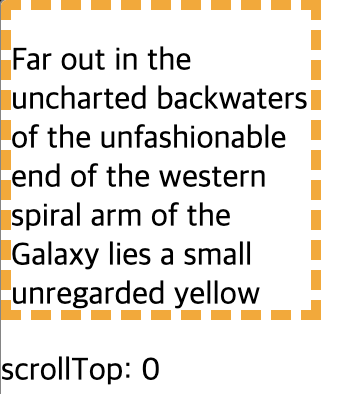 Far out in the
uncharted backwaters
of the unfashionable
end of the western
spiral arm of the
Galaxy lies a small
unregarded yellow
scrollTop: 0